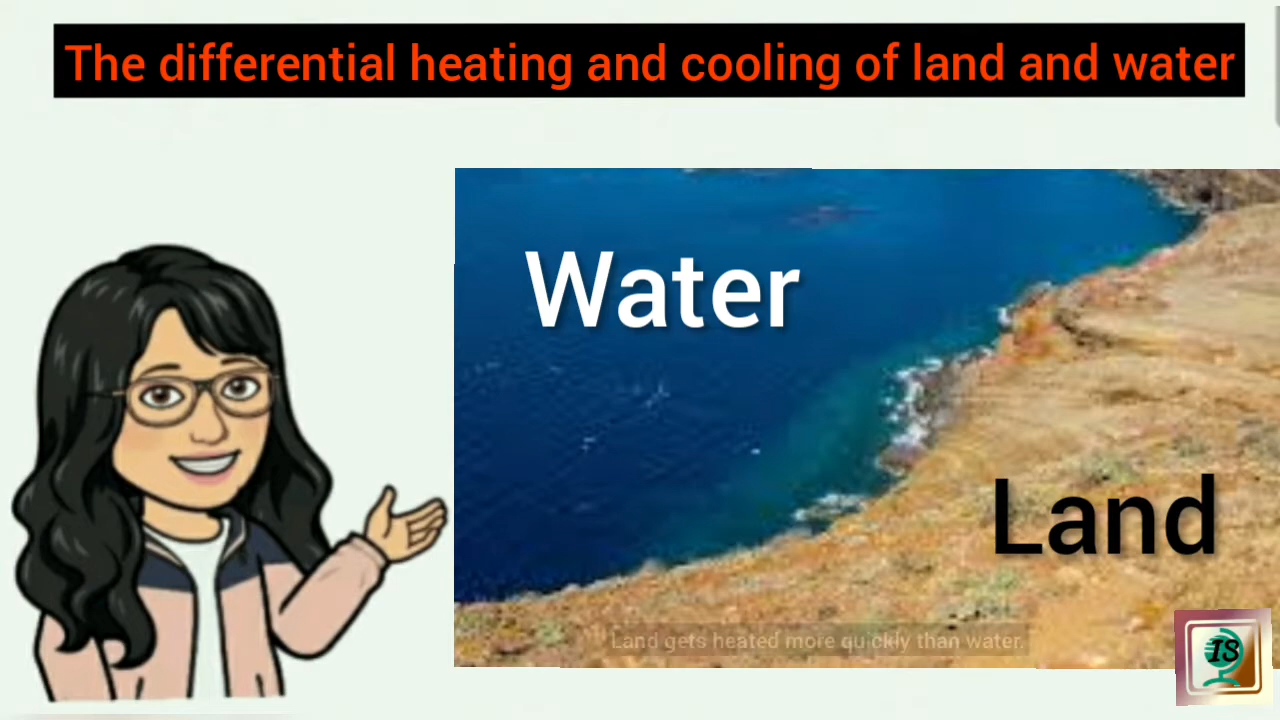 The differential heating and cooling of land and water
Water
Land
Land gets heated more quickly than water.
IS